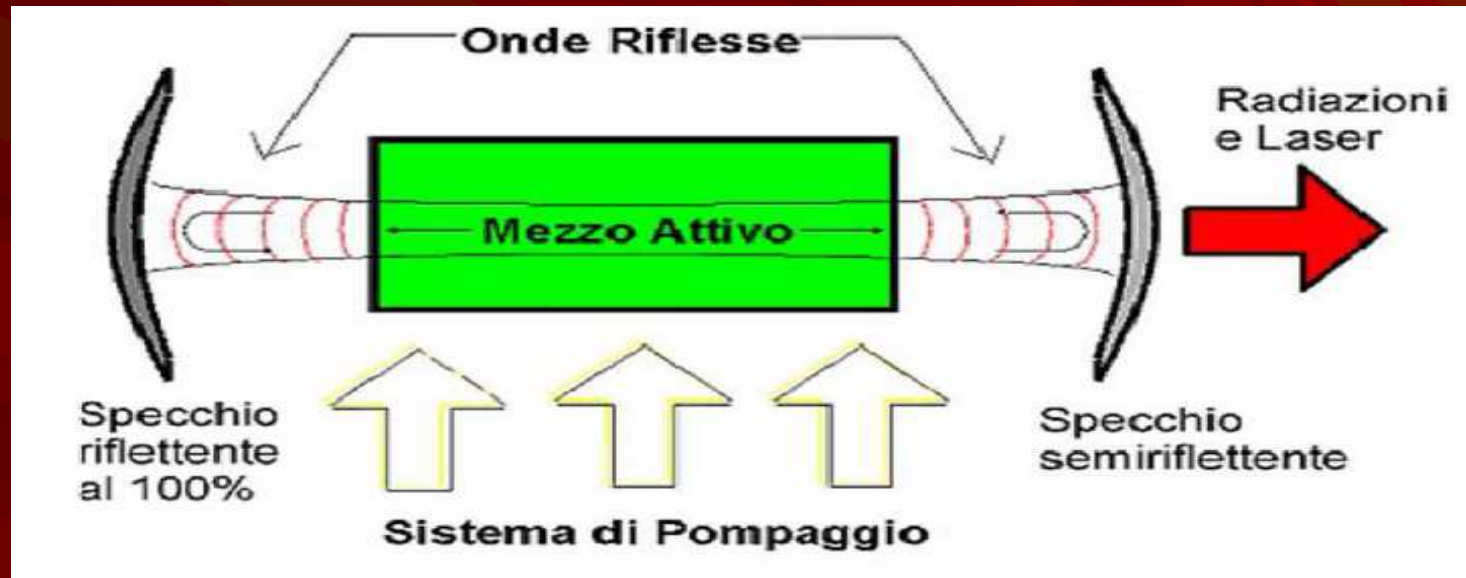 Onde Riflesse
Radiazioni
e Laser
Mezzo Attivo
Specchio
riflettente
al 100%
Specchio
semiriflettente
Sistema di Pompaggio